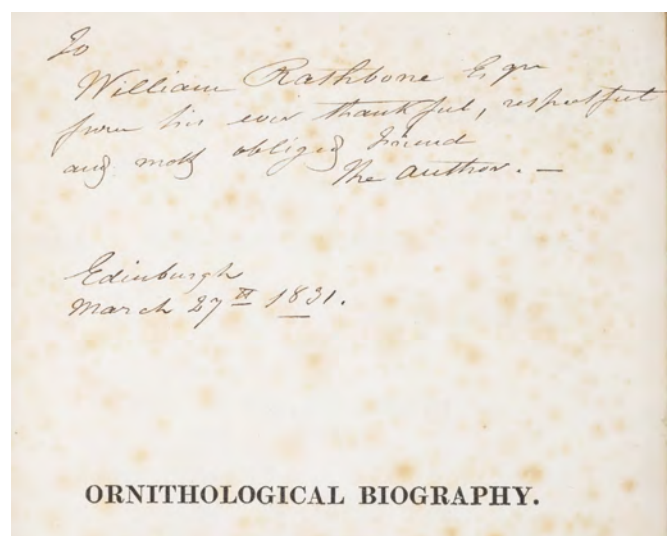 To
William Rathbone Esqre
from his ever thankful, respectful
and most obliged friend
The author. —
Edinburgh
March 27th 1831.
ORNITHOLOGICAL BIOGRAPHY.